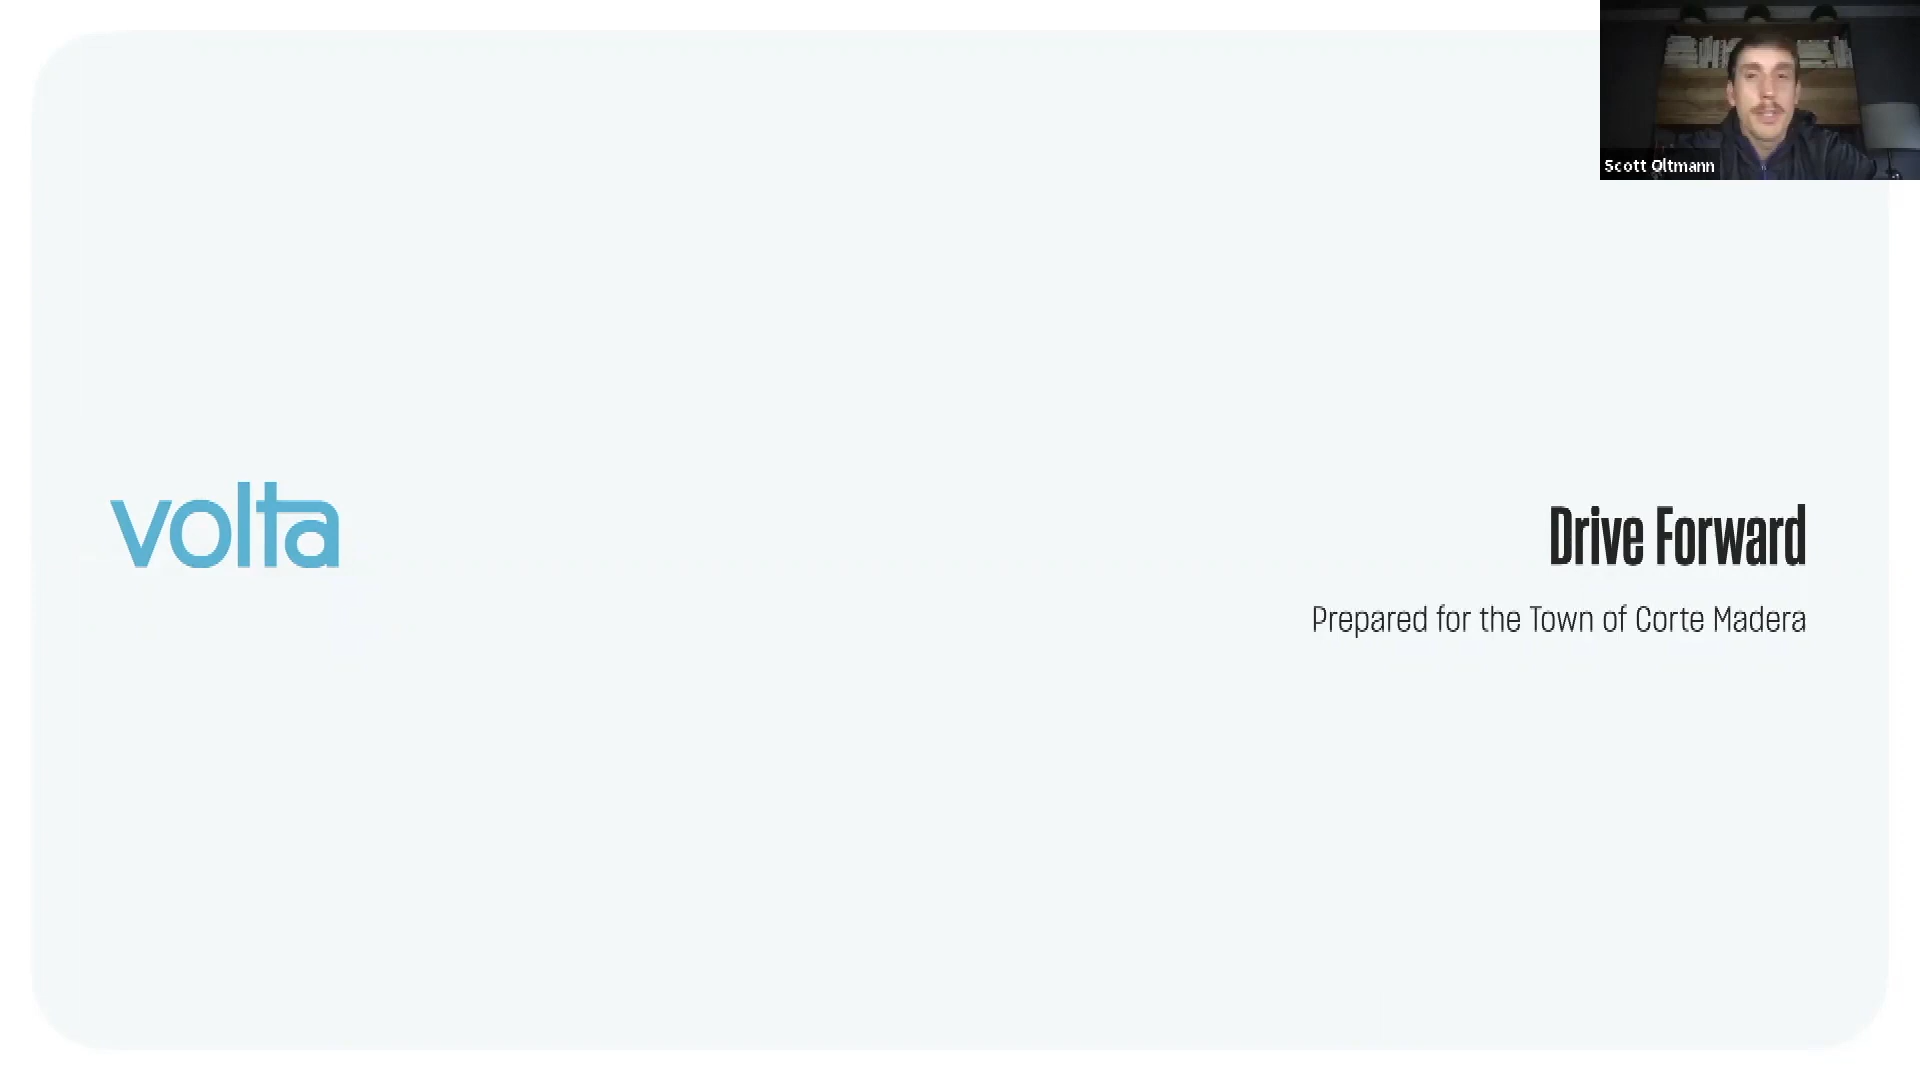 Scott Oltmann
volta
Drive Forward
Prepared for the Town of Corte Madera